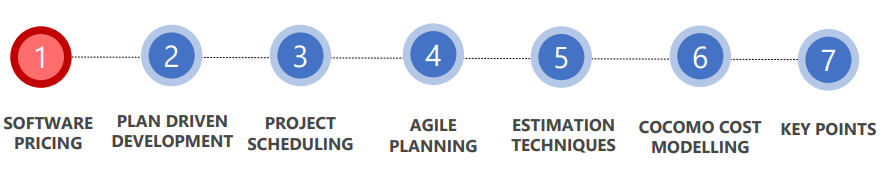 1
2
3
4
5
6
7
SOFTWARE
PRICING
PLAN DRIVEN
DEVELOPMENT
PROJECT
SCHEDULING
AGILE
PLANNING
ESTIMATION
TECHNIQUES
COCOMO COST
MODELLING
KEY POINTS